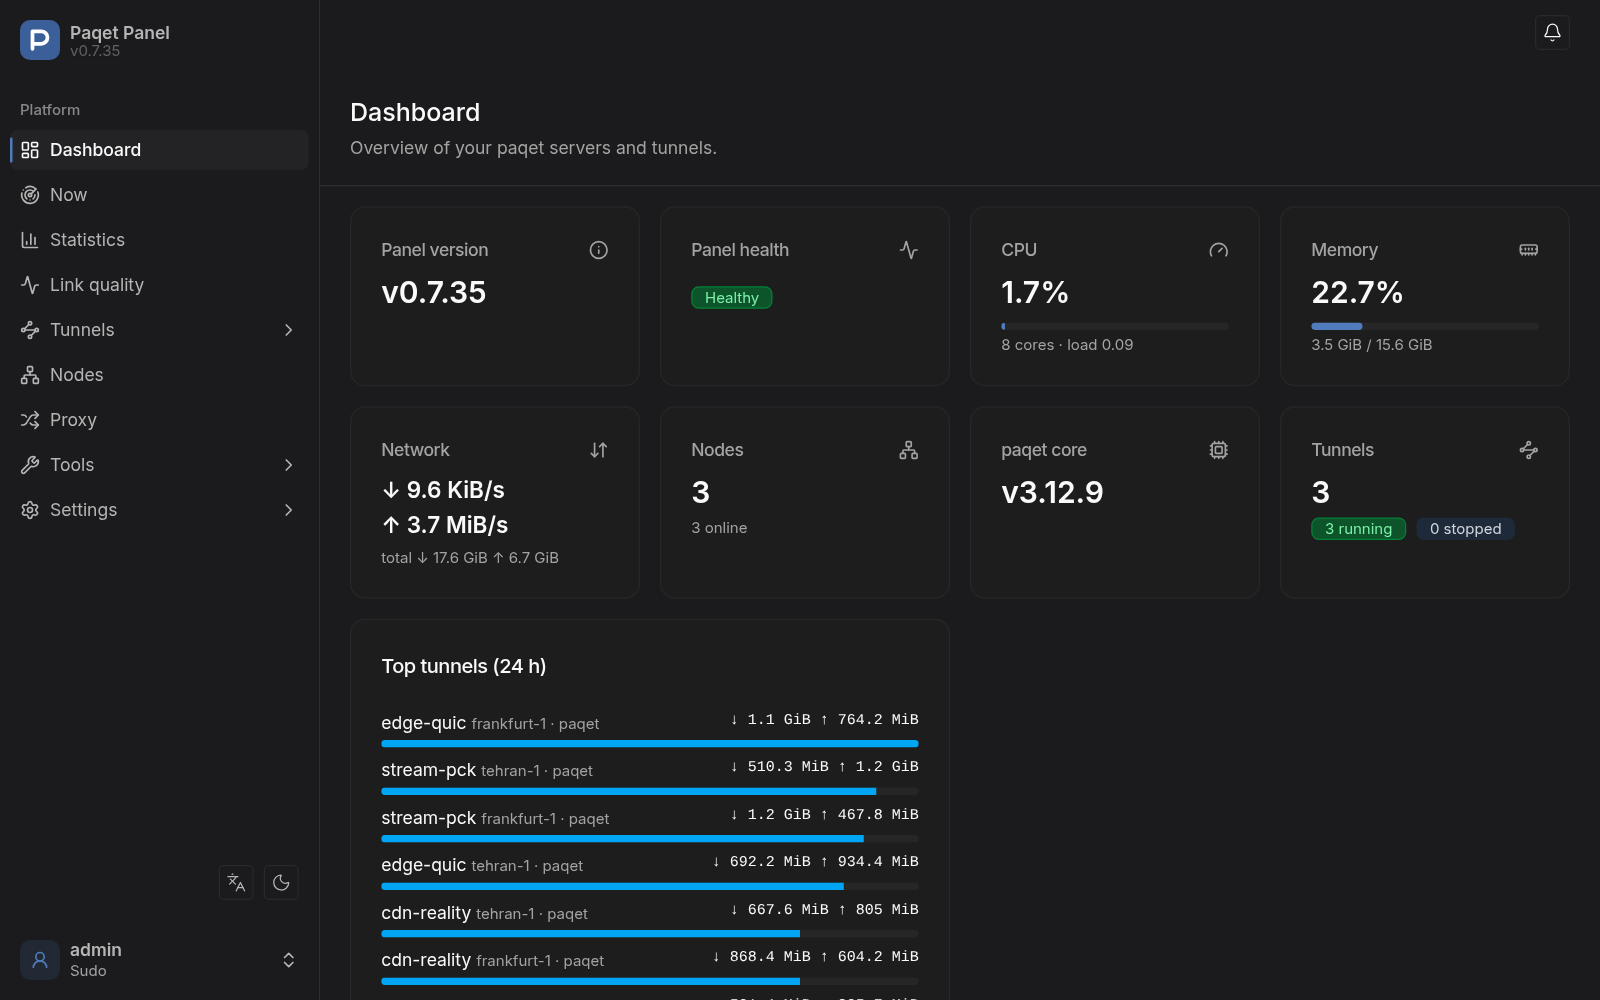 Paqet Panel
v0.7.35
Platform
Dashboard
Now
Statistics
Link quality
Tunnels
Nodes
Proxy
Tools
Settings
admin
Sudo
Dashboard
Overview of your paqet servers and tunnels.
Panel version
v0.7.35
Panel health
Healthy
CPU
1.7%
8 cores · load 0.09
Memory
22.7%
3.5 GiB / 15.6 GiB
Network
↓ 9.6 KiB/s
↑ 3.7 MiB/s
total ↓ 17.6 GiB ↑ 6.7 GiB
Nodes
3
3 online
paqet core
v3.12.9
Tunnels
3
3 running 0 stopped
Top tunnels (24 h)
edge-quic frankfurt-1 · paqet ↓ 1.1 GiB ↑ 764.2 MiB
stream-pck tehran-1 · paqet ↓ 510.3 MiB ↑ 1.2 GiB
stream-pck frankfurt-1 · paqet ↓ 1.2 GiB ↑ 467.8 MiB
edge-quic tehran-1 · paqet ↓ 692.2 MiB ↑ 934.4 MiB
cdn-reality tehran-1 · paqet ↓ 667.6 MiB ↑ 805 MiB
cdn-reality frankfurt-1 · paqet ↓ 868.4 MiB ↑ 604.2 MiB